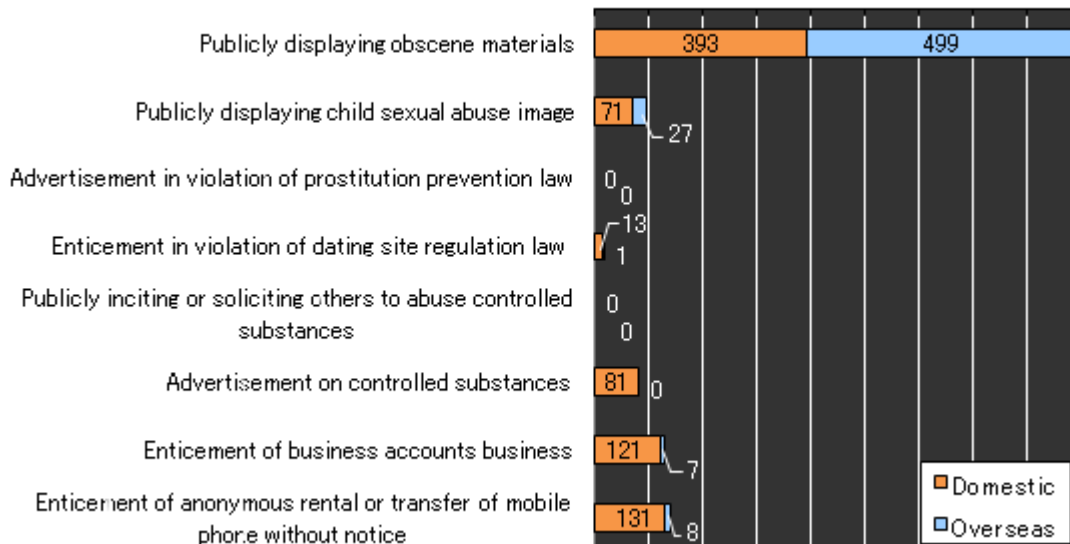 Publicly displaying obscene materials
393 499
Publicly displaying child sexual abuse image
71
27
Advertisement in violation of prostitution prevention law
0
0
13
Enticement in violation of dating site regulation law
1
Publicly inciting or soliciting others to abuse controlled
substances
0
0
Advertisement on controlled substances
81 0
Enticement of business accounts business
121
7
Enticement of anonymous rental or transfer of mobile
phor.e without notice
131
8
Domestic
Overseas